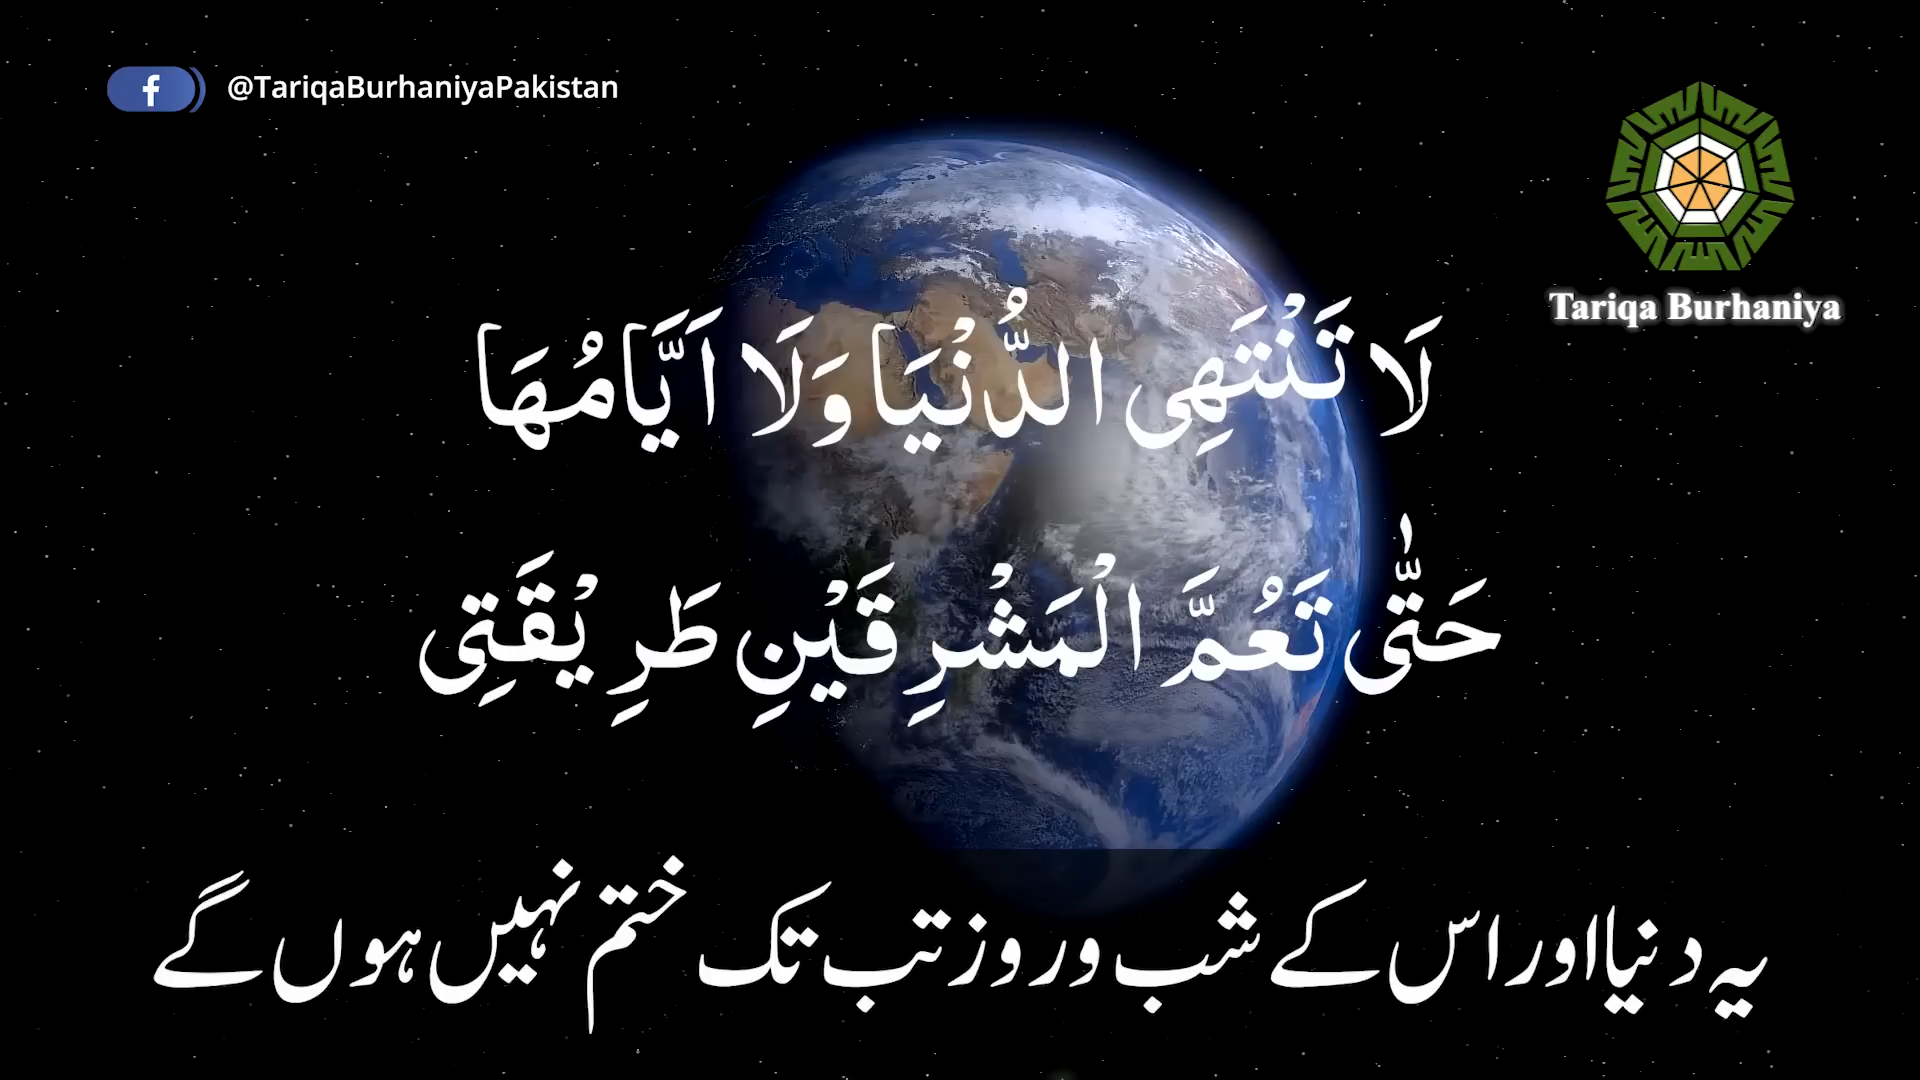 @TariqaBurhaniyaPakistan
Tariqa Burhaniya
لَا تَنْتَهِی الدُّنْیَا وَلَا اَیَّامُهَا
حَتّٰی تَعُمَّ الْمَشْرِقَیْنِ طَرِیْقَتِی
یہ دنیا اور اس کے شب و روز تب تک ختم نہیں ہوں گے